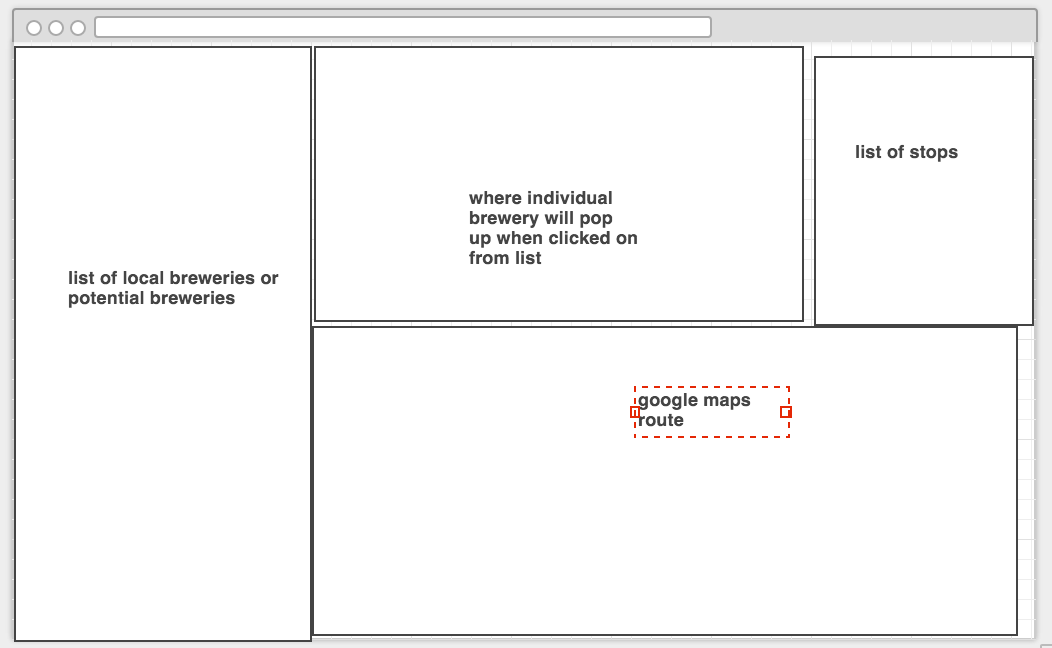 list of local breweries or
potential breweries
where individual
brewery will pop
up when clicked on
from list
list of stops
google maps
route